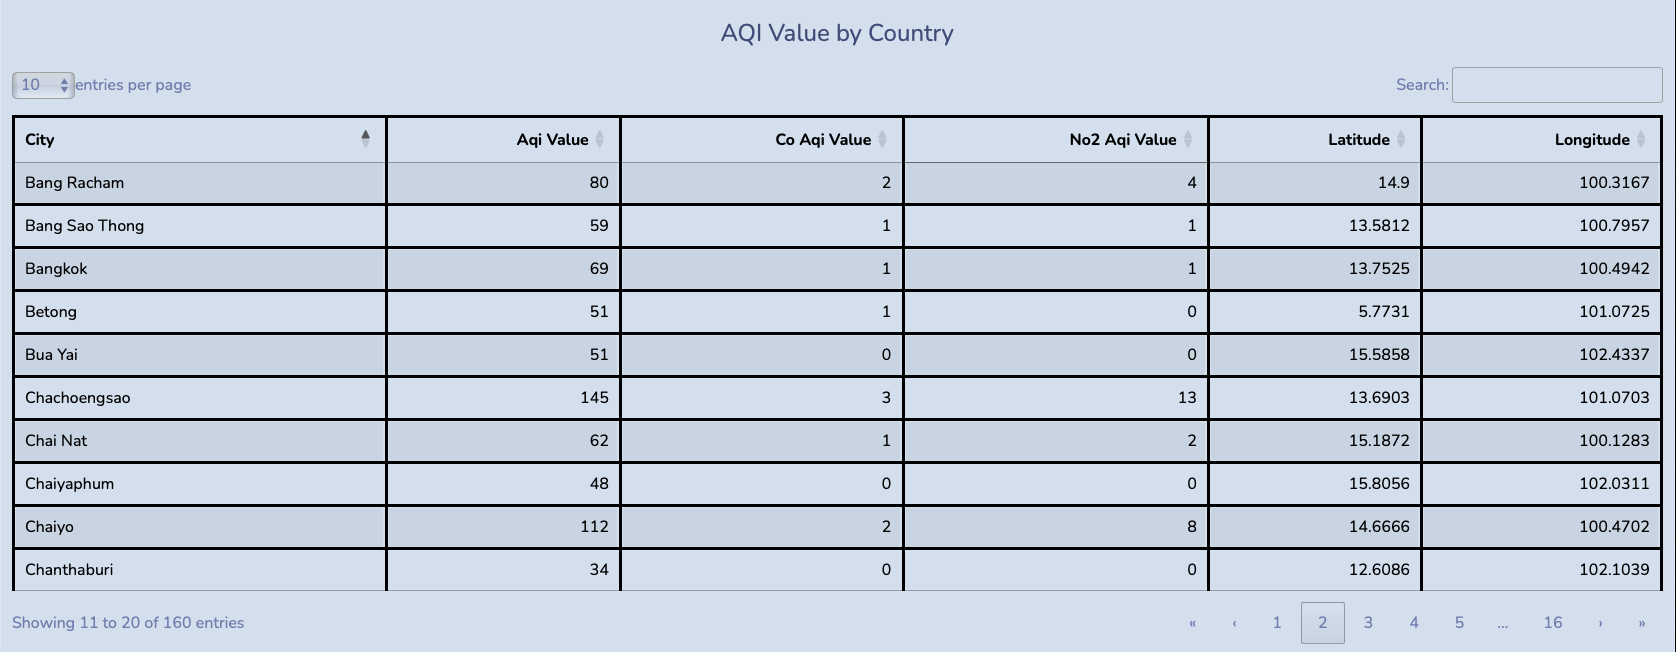 AQI Value by Country
10 entries per page Search:
City Aqi Value Co Aqi Value No2 Aqi Value Latitude Longitude
Bang Racham 80 2 4 14.9 100.3167
Bang Sao Thong 59 1 1 13.5812 100.7957
Bangkok 69 1 1 13.7525 100.4942
Betong 51 1 0 5.7731 101.0725
Bua Yai 51 0 0 15.5858 102.4337
Chachoengsao 145 3 13 13.6903 101.0703
Chai Nat 62 1 2 15.1872 100.1283
Chaiyaphum 48 0 0 15.8056 102.0311
Chaiyo 112 2 8 14.6666 100.4702
Chanthaburi 34 0 0 12.6086 102.1039
Showing 11 to 20 of 160 entries « ‹ 1 2 3 4 5 … 16 › »